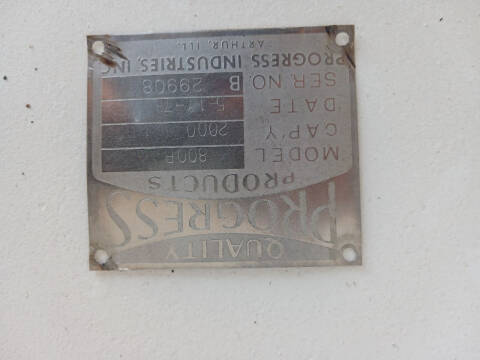 QUALITY
PROGRESS
PRODUCTS
MODEL 800P
CAP'Y 2000
DATE
SER. NO. B 29908
PROGRESS INDUSTRIES, INC.
ARTHUR, ILL.